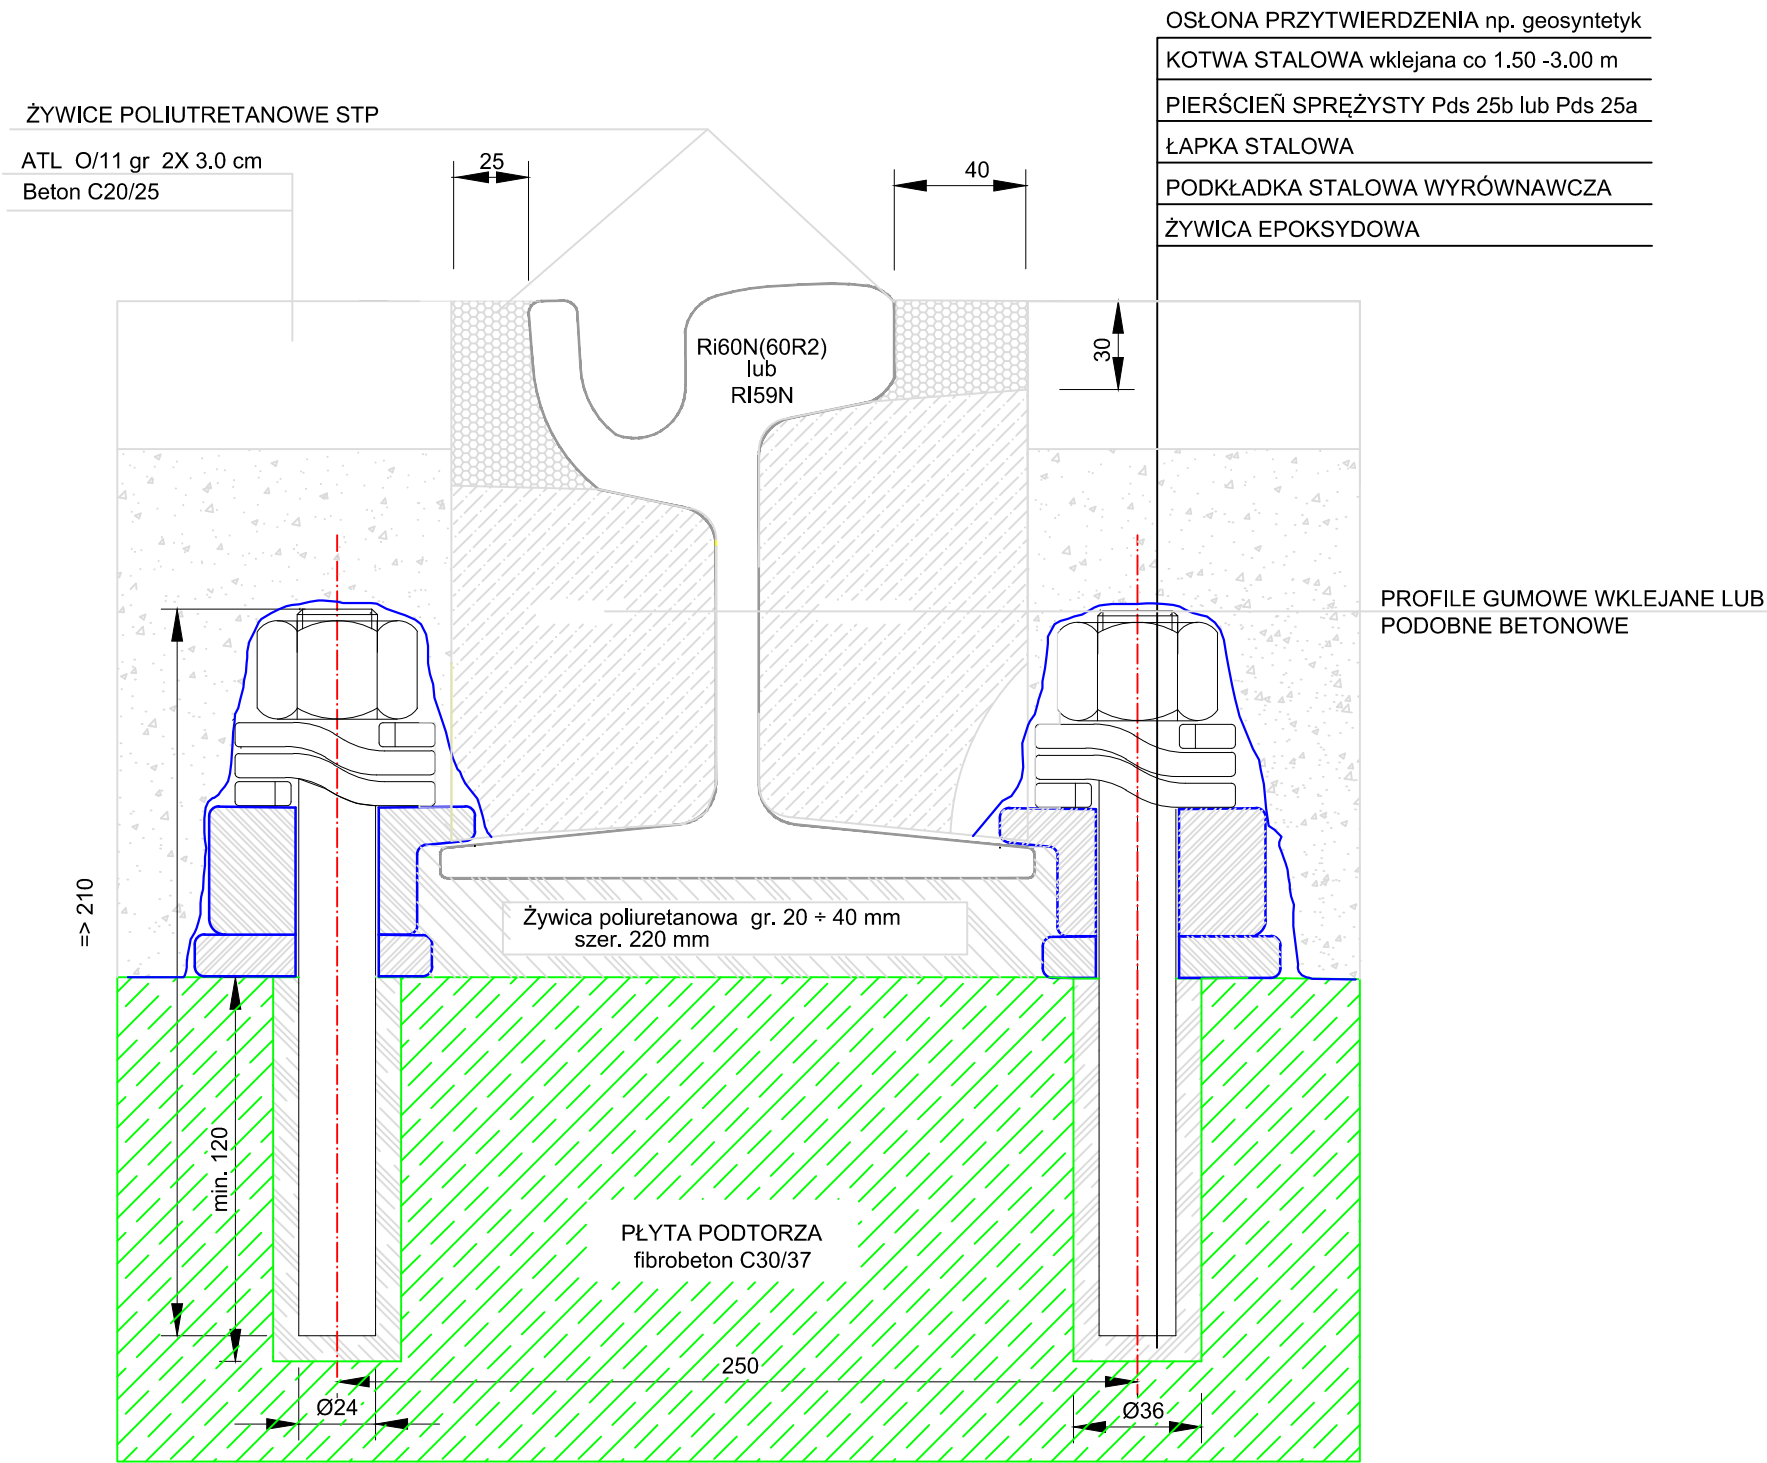 OSŁONA PRZYTWIERDZENIA np. geosyntetyk
KOTWA STALOWA wklejana co 1.50 -3.00 m
PIERŚCIEŃ SPRĘŻYSTY Pds 25b lub Pds 25a
ŁAPKA STALOWA
PODKŁADKA STALOWA WYRÓWNAWCZA
ŻYWICA EPOKSYDOWA
ŻYWICE POLIUTRETANOWE STP
ATL O/11 gr 2X 3.0 cm
Beton C20/25
25
40
30
Ri60N(60R2)
lub
RI59N
PROFILE GUMOWE WKLEJANE LUB
PODOBNE BETONOWE
=> 210
Żywica poliuretanowa gr. 20 ÷ 40 mm
szer. 220 mm
min. 120
PŁYTA PODTORZA
fibrobeton C30/37
250
Ø24
Ø36